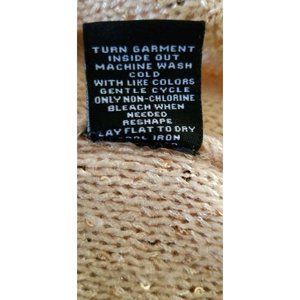 TURN GARMENT
INSIDE OUT
MACHINE WASH
COLD
WITH LIKE COLORS
GENTLE CYCLE
ONLY NON-CHLORINE
BLEACH WHEN
NEEDED
RESHAPE
LAY FLAT TO DRY
IRON